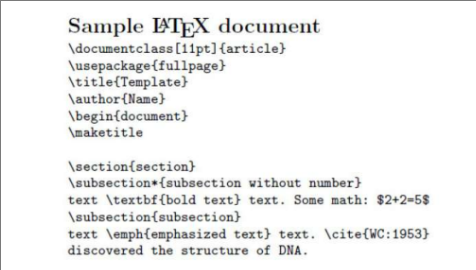 Sample LATEX document
\documentclass[11pt]{article}
\usepackage{fullpage}
\title{Template}
\author{Name}
\begin{document}
\maketitle
\section{section}
\subsection*{subsection without number}
text \textbf{bold text} text. Some math: $2+2=5$
\subsection{subsection}
text \emph{emphasized text} text. \cite{WC:1953}
discovered the structure of DNA.